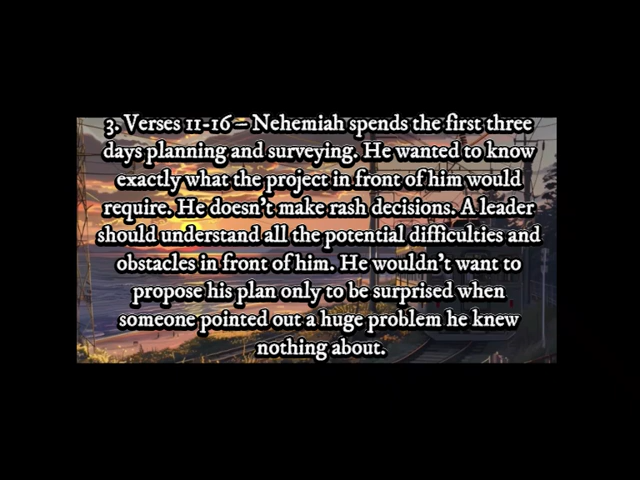 3. Verses 11-16 – Nehemiah spends the first three
days planning and surveying. He wanted to know
exactly what the project in front of him would
require. He doesn't make rash decisions. A leader
should understand all the potential difficulties and
obstacles in front of him. He wouldn't want to
propose his plan only to be surprised when
someone pointed out a huge problem he knew
nothing about.